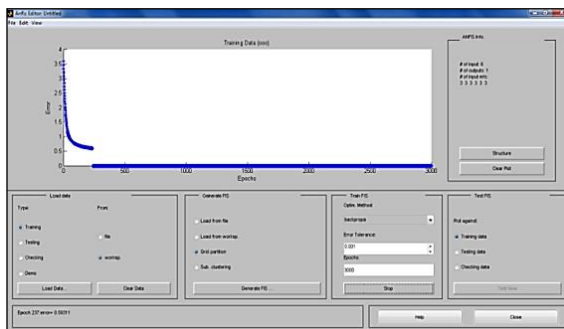 Anfis Editor: Untitled
File Edit View
Training Data (ooo)
4
3.5
3
2.5
2
1.5
1
0.5
0
Error
0 500 1000 1500 2000 2500 3000
Epochs
ANFIS Info.
# of input: 6
# of outputs: 1
# of input mfs:
3 3 3 3 3 3
Structure
Clear Plot
Load data
Type:
From:
Training
Testing
Checking
Demo
file
worksp.
Load Data...
Clear Data
Generate FIS
Load from file
Load from worksp.
Grid partition
Sub. clustering
Generate FIS ...
Train FIS
Optim. Method:
backpropa
Error Tolerance:
0.001
Epochs:
3000
Stop
Test FIS
Plot against:
Training data
Testing data
Checking data
Test Now
Help
Close